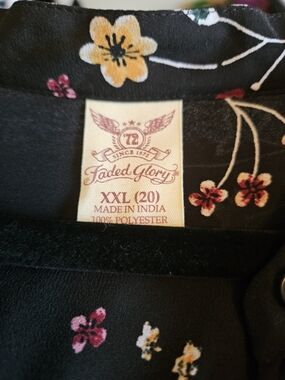 72
SINCE 1972
Faded Glory
XXL (20)
MADE IN INDIA
100% POLYESTER